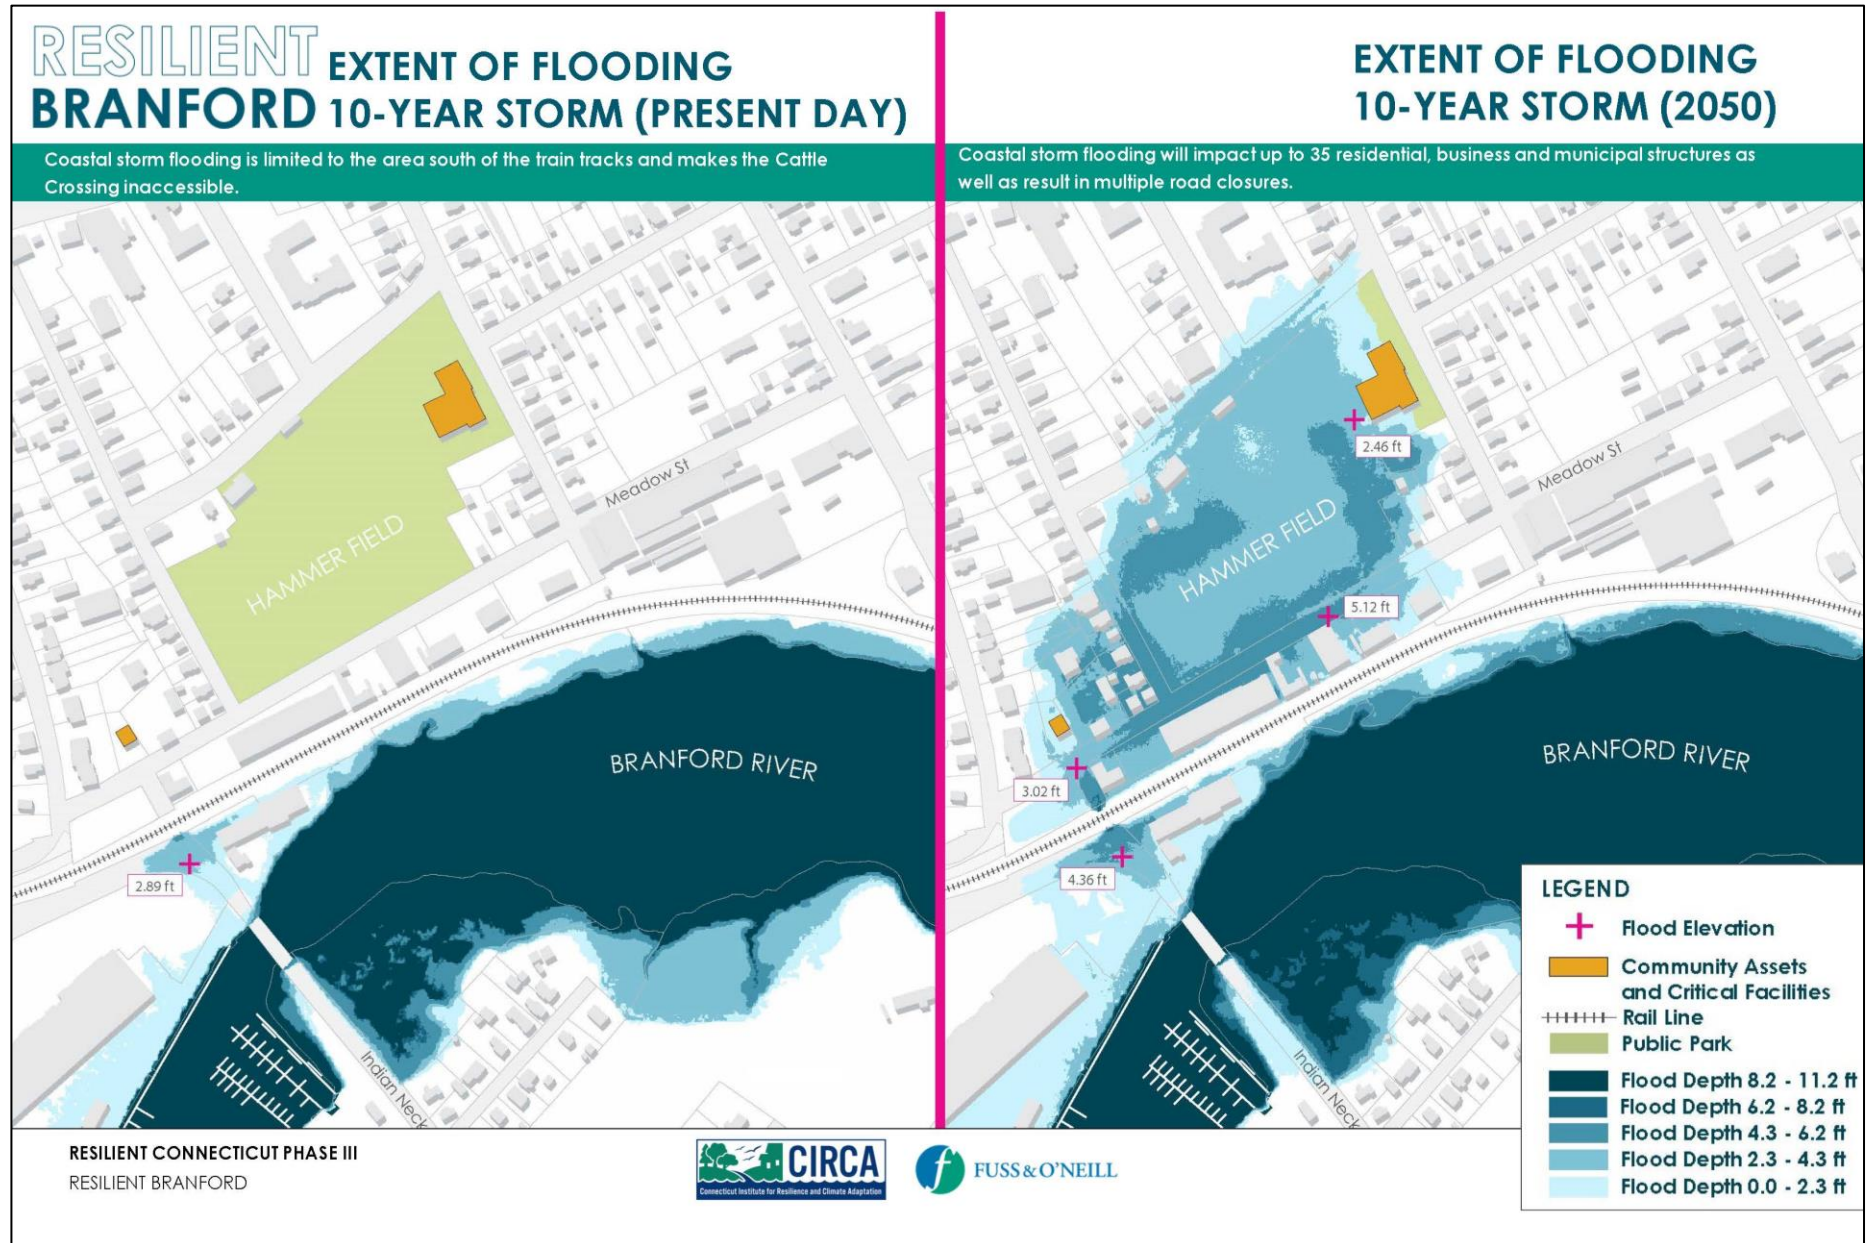 RESILIENT
BRANFORD
EXTENT OF FLOODING
10-YEAR STORM (PRESENT DAY)
Coastal storm flooding is limited to the area south of the train tracks and makes the Cattle
Crossing inaccessible.
HAMMER FIELD
Meadow St
BRANFORD RIVER
2.89 ft
Indian Neck
EXTENT OF FLOODING
10-YEAR STORM (2050)
Coastal storm flooding will impact up to 35 residential, business and municipal structures as
well as result in multiple road closures.
2.46 ft
Meadow St
HAMMER FIELD
5.12 ft
BRANFORD RIVER
3.02 ft
4.36 ft
Indian Neck
LEGEND
Flood Elevation
Community Assets
and Critical Facilities
Rail Line
Public Park
Flood Depth 8.2 - 11.2 ft
Flood Depth 6.2 - 8.2 ft
Flood Depth 4.3 - 6.2 ft
Flood Depth 2.3 - 4.3 ft
Flood Depth 0.0 - 2.3 ft
RESILIENT CONNECTICUT PHASE III
RESILIENT BRANFORD
CIRCA
Connecticut Institute for Resilience and Climate Adaptation
f
FUSS & O'NEILL